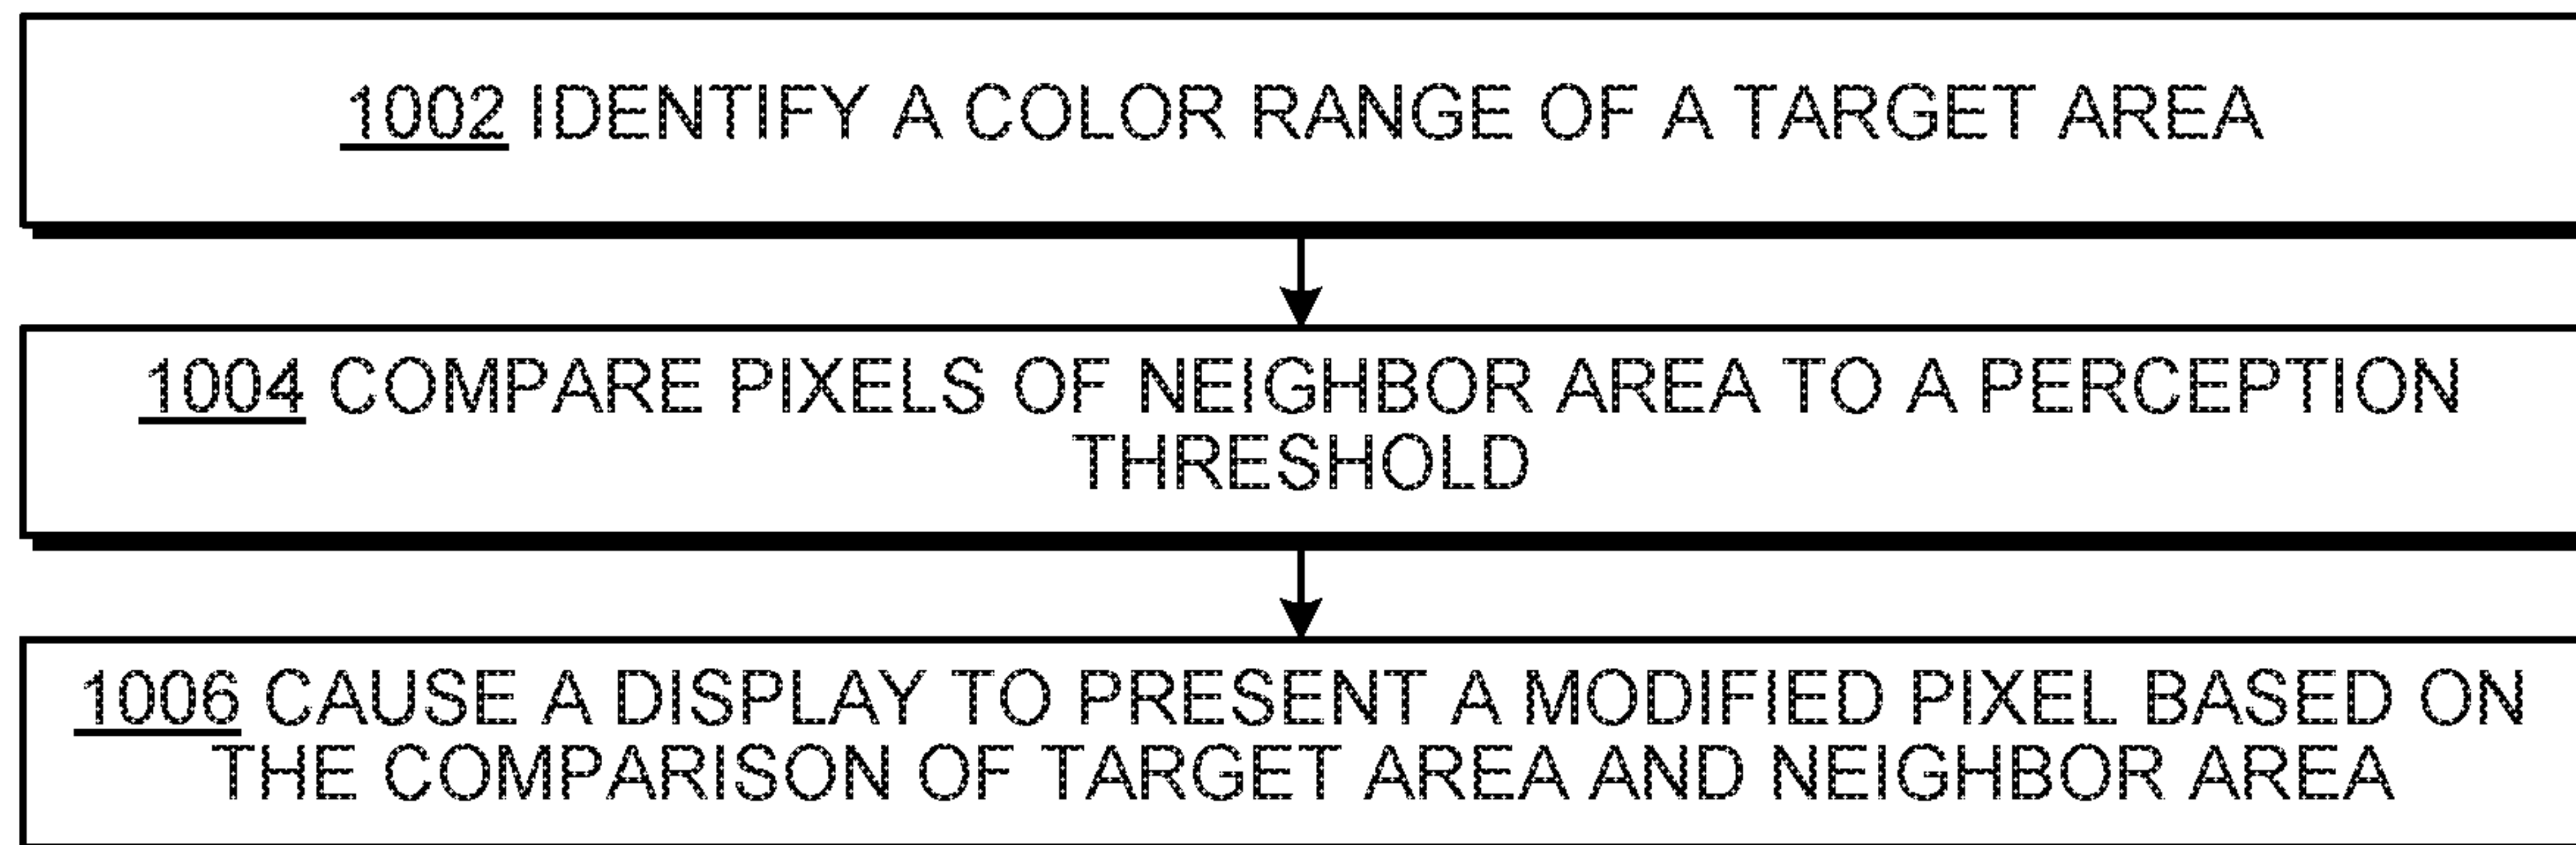 1002 IDENTIFY A COLOR RANGE OF A TARGET AREA
1004 COMPARE PIXELS OF NEIGHBOR AREA TO A PERCEPTION
THRESHOLD
1006 CAUSE A DISPLAY TO PRESENT A MODIFIED PIXEL BASED ON
THE COMPARISON OF TARGET AREA AND NEIGHBOR AREA